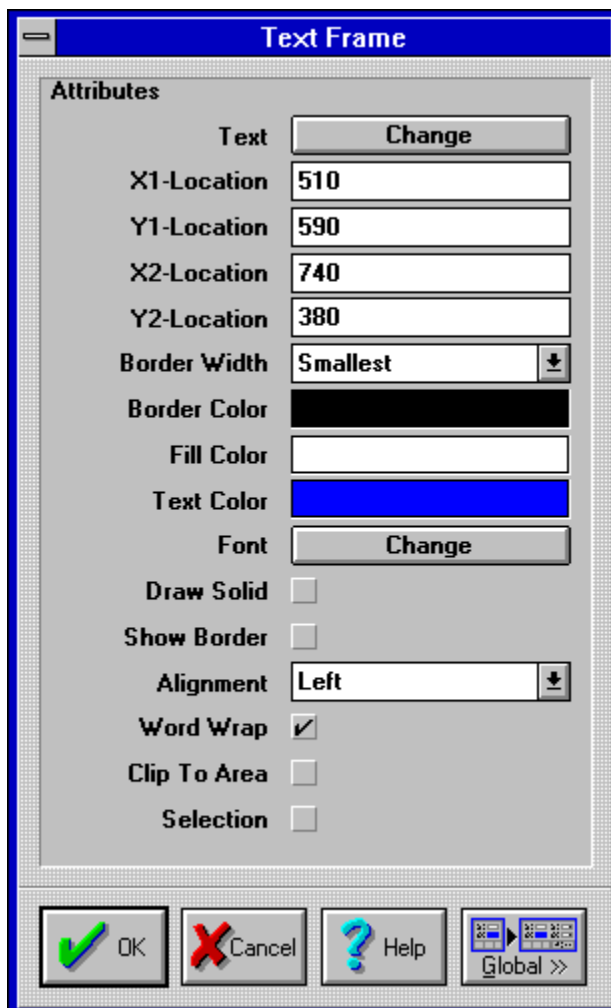 Text Frame
Attributes
Text Change
X1-Location 510
Y1-Location 590
X2-Location 740
Y2-Location 380
Border Width Smallest
Border Color
Fill Color
Text Color
Font Change
Draw Solid
Show Border
Alignment Left
Word Wrap
Clip To Area
Selection
OK Cancel Help Global >>